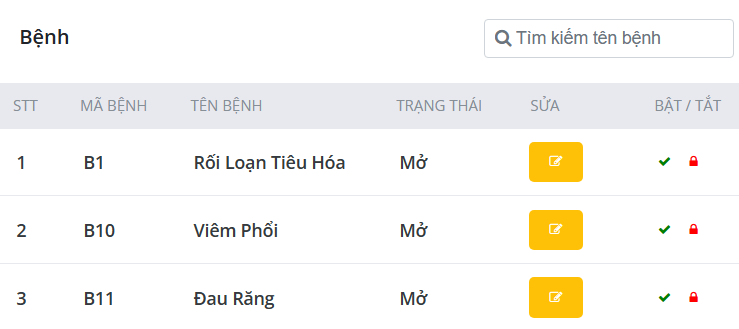 Bệnh
Tìm kiếm tên bệnh
STT MÃ BỆNH TÊN BỆNH TRẠNG THÁI SỬA BẬT / TẮT
1 B1 Rối Loạn Tiêu Hóa Mở
2 B10 Viêm Phổi Mở
3 B11 Đau Răng Mở